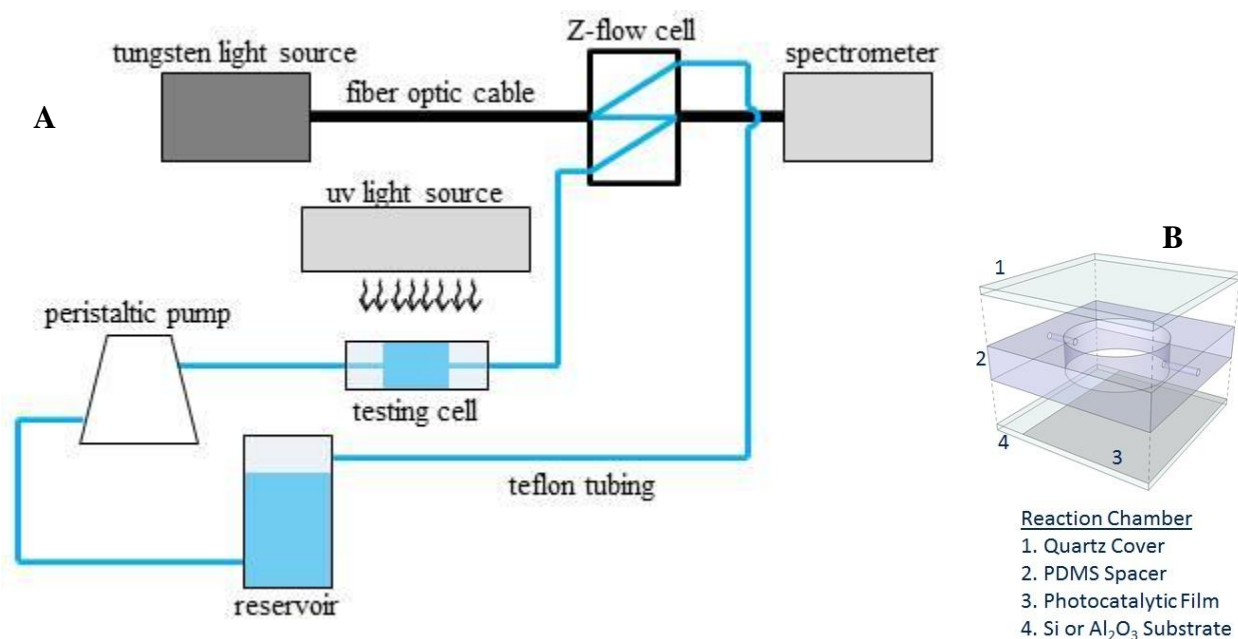 A
tungsten light source
fiber optic cable
Z-flow cell
spectrometer
uv light source
peristaltic pump
testing cell
teflon tubing
reservoir
B
1
2
3
4
Reaction Chamber
1. Quartz Cover
2. PDMS Spacer
3. Photocatalytic Film
4. Si or Al₂O₃ Substrate